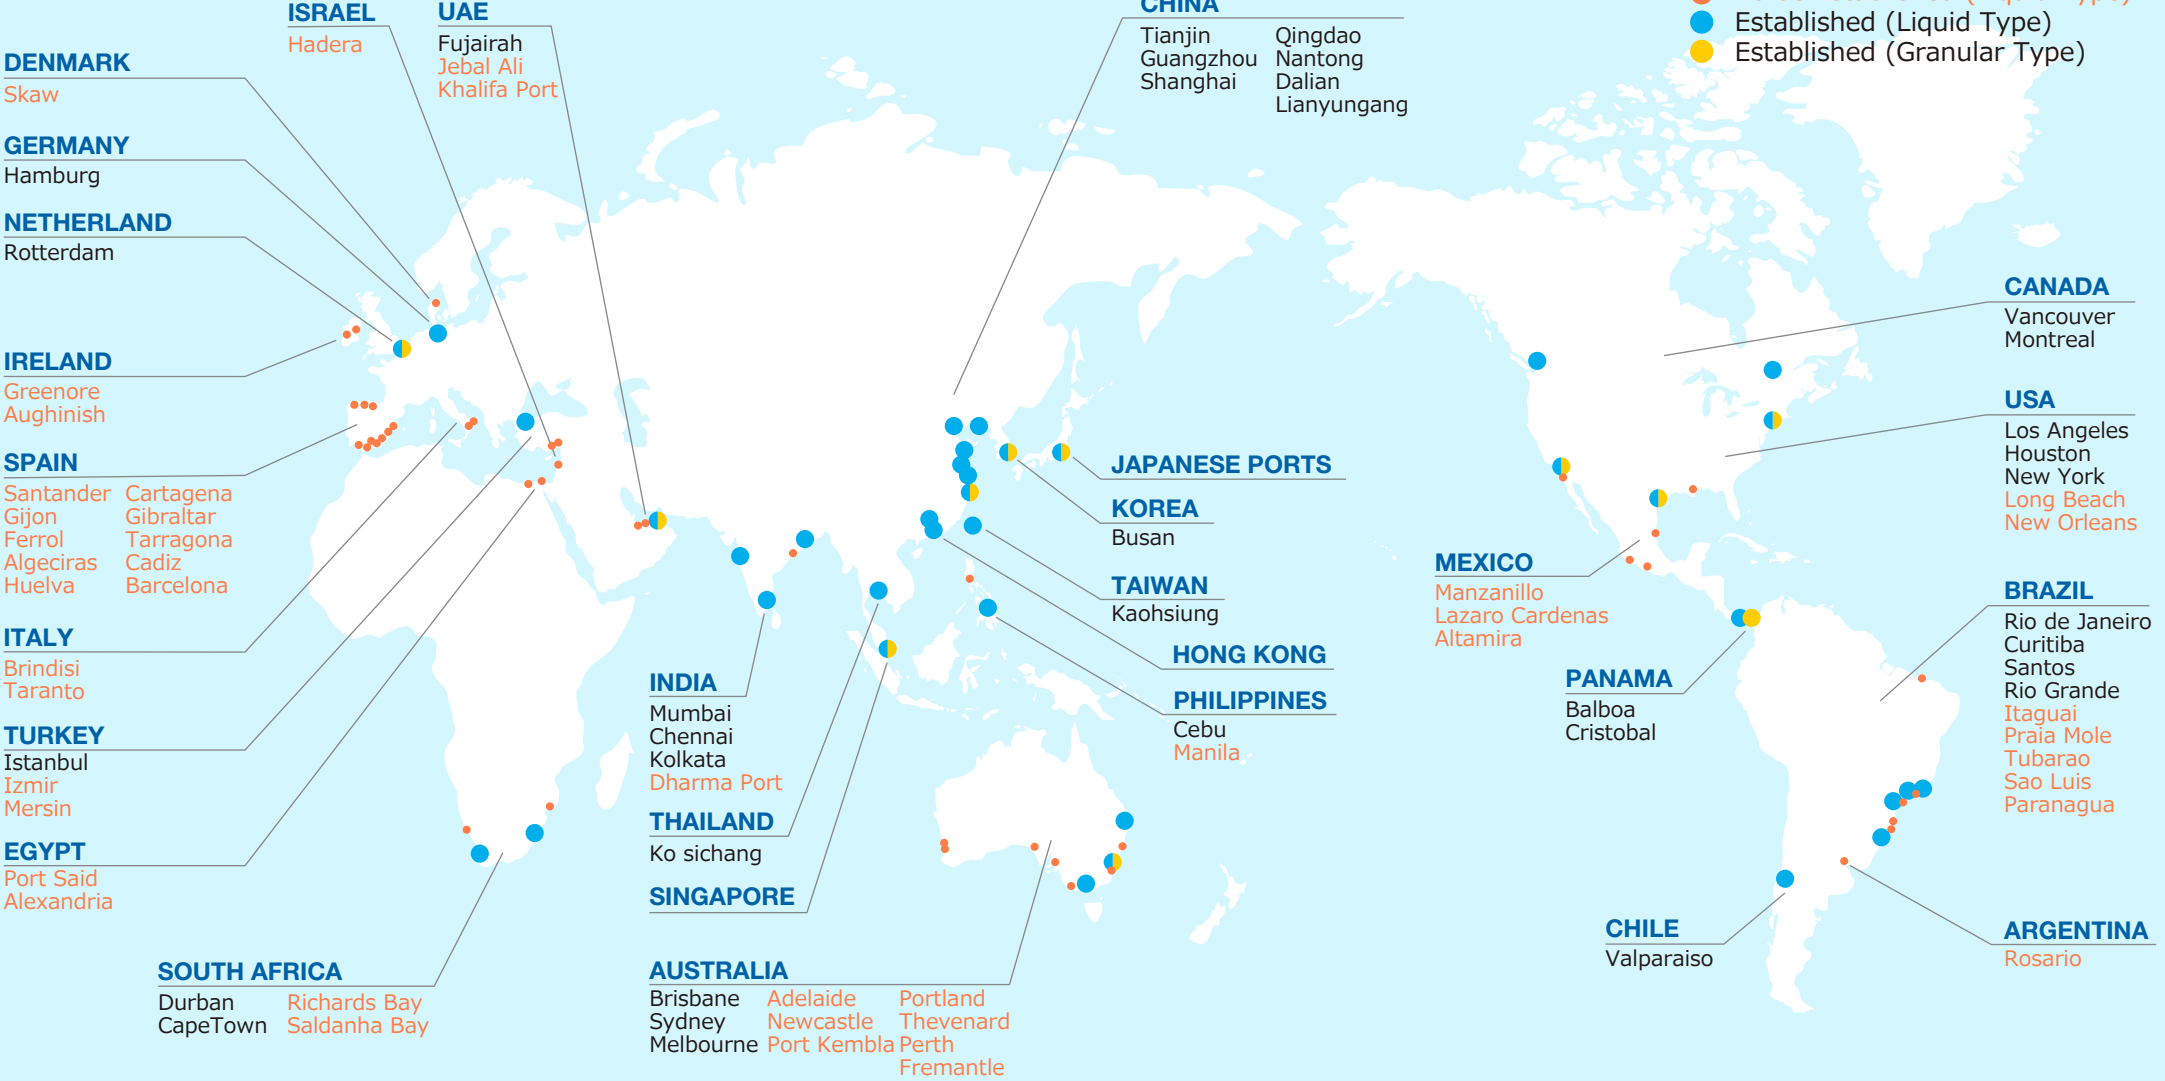 ISRAEL
Hadera
UAE
Fujairah
Jebal Ali
Khalifa Port
CHINA
Tianjin Qingdao
Guangzhou Nantong
Shanghai Dalian
Lianyungang
Established (Liquid Type)
Established (Granular Type)
DENMARK
Skaw
GERMANY
Hamburg
NETHERLAND
Rotterdam
IRELAND
Greenore
Aughinish
SPAIN
Santander Cartagena
Gijon Gibraltar
Ferrol Tarragona
Algeciras Cadiz
Huelva Barcelona
ITALY
Brindisi
Taranto
TURKEY
Istanbul
Izmir
Mersin
EGYPT
Port Said
Alexandria
SOUTH AFRICA
Durban Richards Bay
CapeTown Saldanha Bay
INDIA
Mumbai
Chennai
Kolkata
Dharma Port
THAILAND
Ko sichang
SINGAPORE
AUSTRALIA
Brisbane Adelaide Portland
Sydney Newcastle Thevenard
Melbourne Port Kembla Perth
Fremantle
JAPANESE PORTS
KOREA
Busan
TAIWAN
Kaohsiung
HONG KONG
PHILIPPINES
Cebu
Manila
CANADA
Vancouver
Montreal
USA
Los Angeles
Houston
New York
Long Beach
New Orleans
MEXICO
Manzanillo
Lazaro Cardenas
Altamira
PANAMA
Balboa
Cristobal
BRAZIL
Rio de Janeiro
Curitiba
Santos
Rio Grande
Itaguai
Praia Mole
Tubarao
Sao Luis
Paranagua
CHILE
Valparaiso
ARGENTINA
Rosario